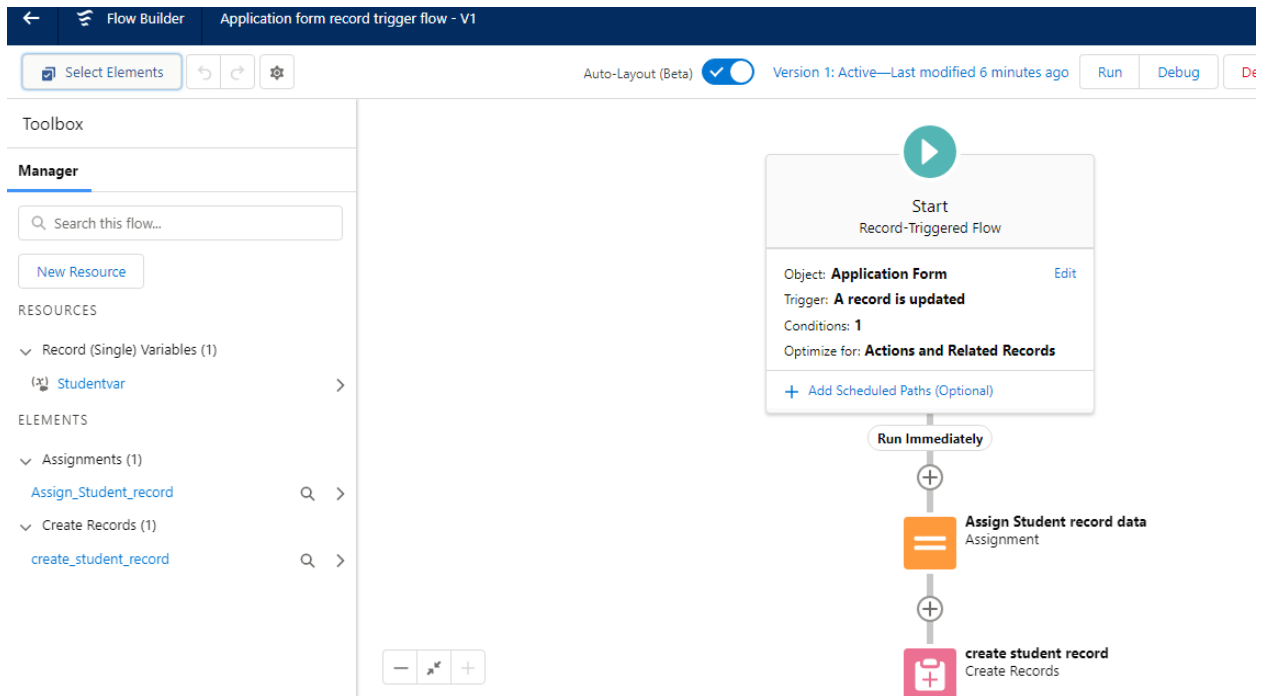 Flow Builder
Application form record trigger flow - V1
Select Elements
Auto-Layout (Beta)
Version 1: Active—Last modified 6 minutes ago
Run
Debug
De
Toolbox
Manager
Search this flow...
New Resource
RESOURCES
Record (Single) Variables (1)
Studentvar
ELEMENTS
Assignments (1)
Assign_Student_record
Create Records (1)
create_student_record
Start
Record-Triggered Flow
Object: Application Form
Edit
Trigger: A record is updated
Conditions: 1
Optimize for: Actions and Related Records
+ Add Scheduled Paths (Optional)
Run Immediately
Assign Student record data
Assignment
create student record
Create Records